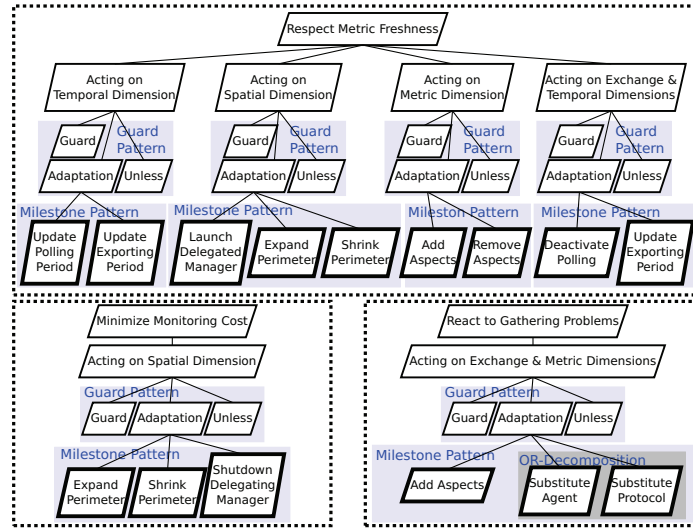 Respect Metric Freshness
Acting on
Temporal Dimension
Acting on
Spatial Dimension
Acting on
Metric Dimension
Acting on Exchange &
Temporal Dimensions
Guard
Guard
Pattern
Adaptation
Unless
Guard
Guard
Pattern
Adaptation
Unless
Guard
Guard
Pattern
Adaptation
Unless
Guard
Guard
Pattern
Adaptation
Unless
Milestone Pattern
Update
Polling
Period
Update
Exporting
Period
Milestone Pattern
Launch
Delegated
Manager
Expand
Perimeter
Shrink
Perimeter
Mileston Pattern
Add
Aspects
Remove
Aspects
Milestone Pattern
Deactivate
Polling
Update
Exporting
Period
Minimize Monitoring Cost
Acting on Spatial Dimension
Guard Pattern
Guard
Adaptation
Unless
Milestone Pattern
Expand
Perimeter
Shrink
Perimeter
Shutdown
Delegating
Manager
React to Gathering Problems
Acting on Exchange & Metric Dimensions
Guard Pattern
Guard
Adaptation
Unless
Milestone Pattern
OR-Decomposition
Add Aspects
Substitute
Agent
Substitute
Protocol